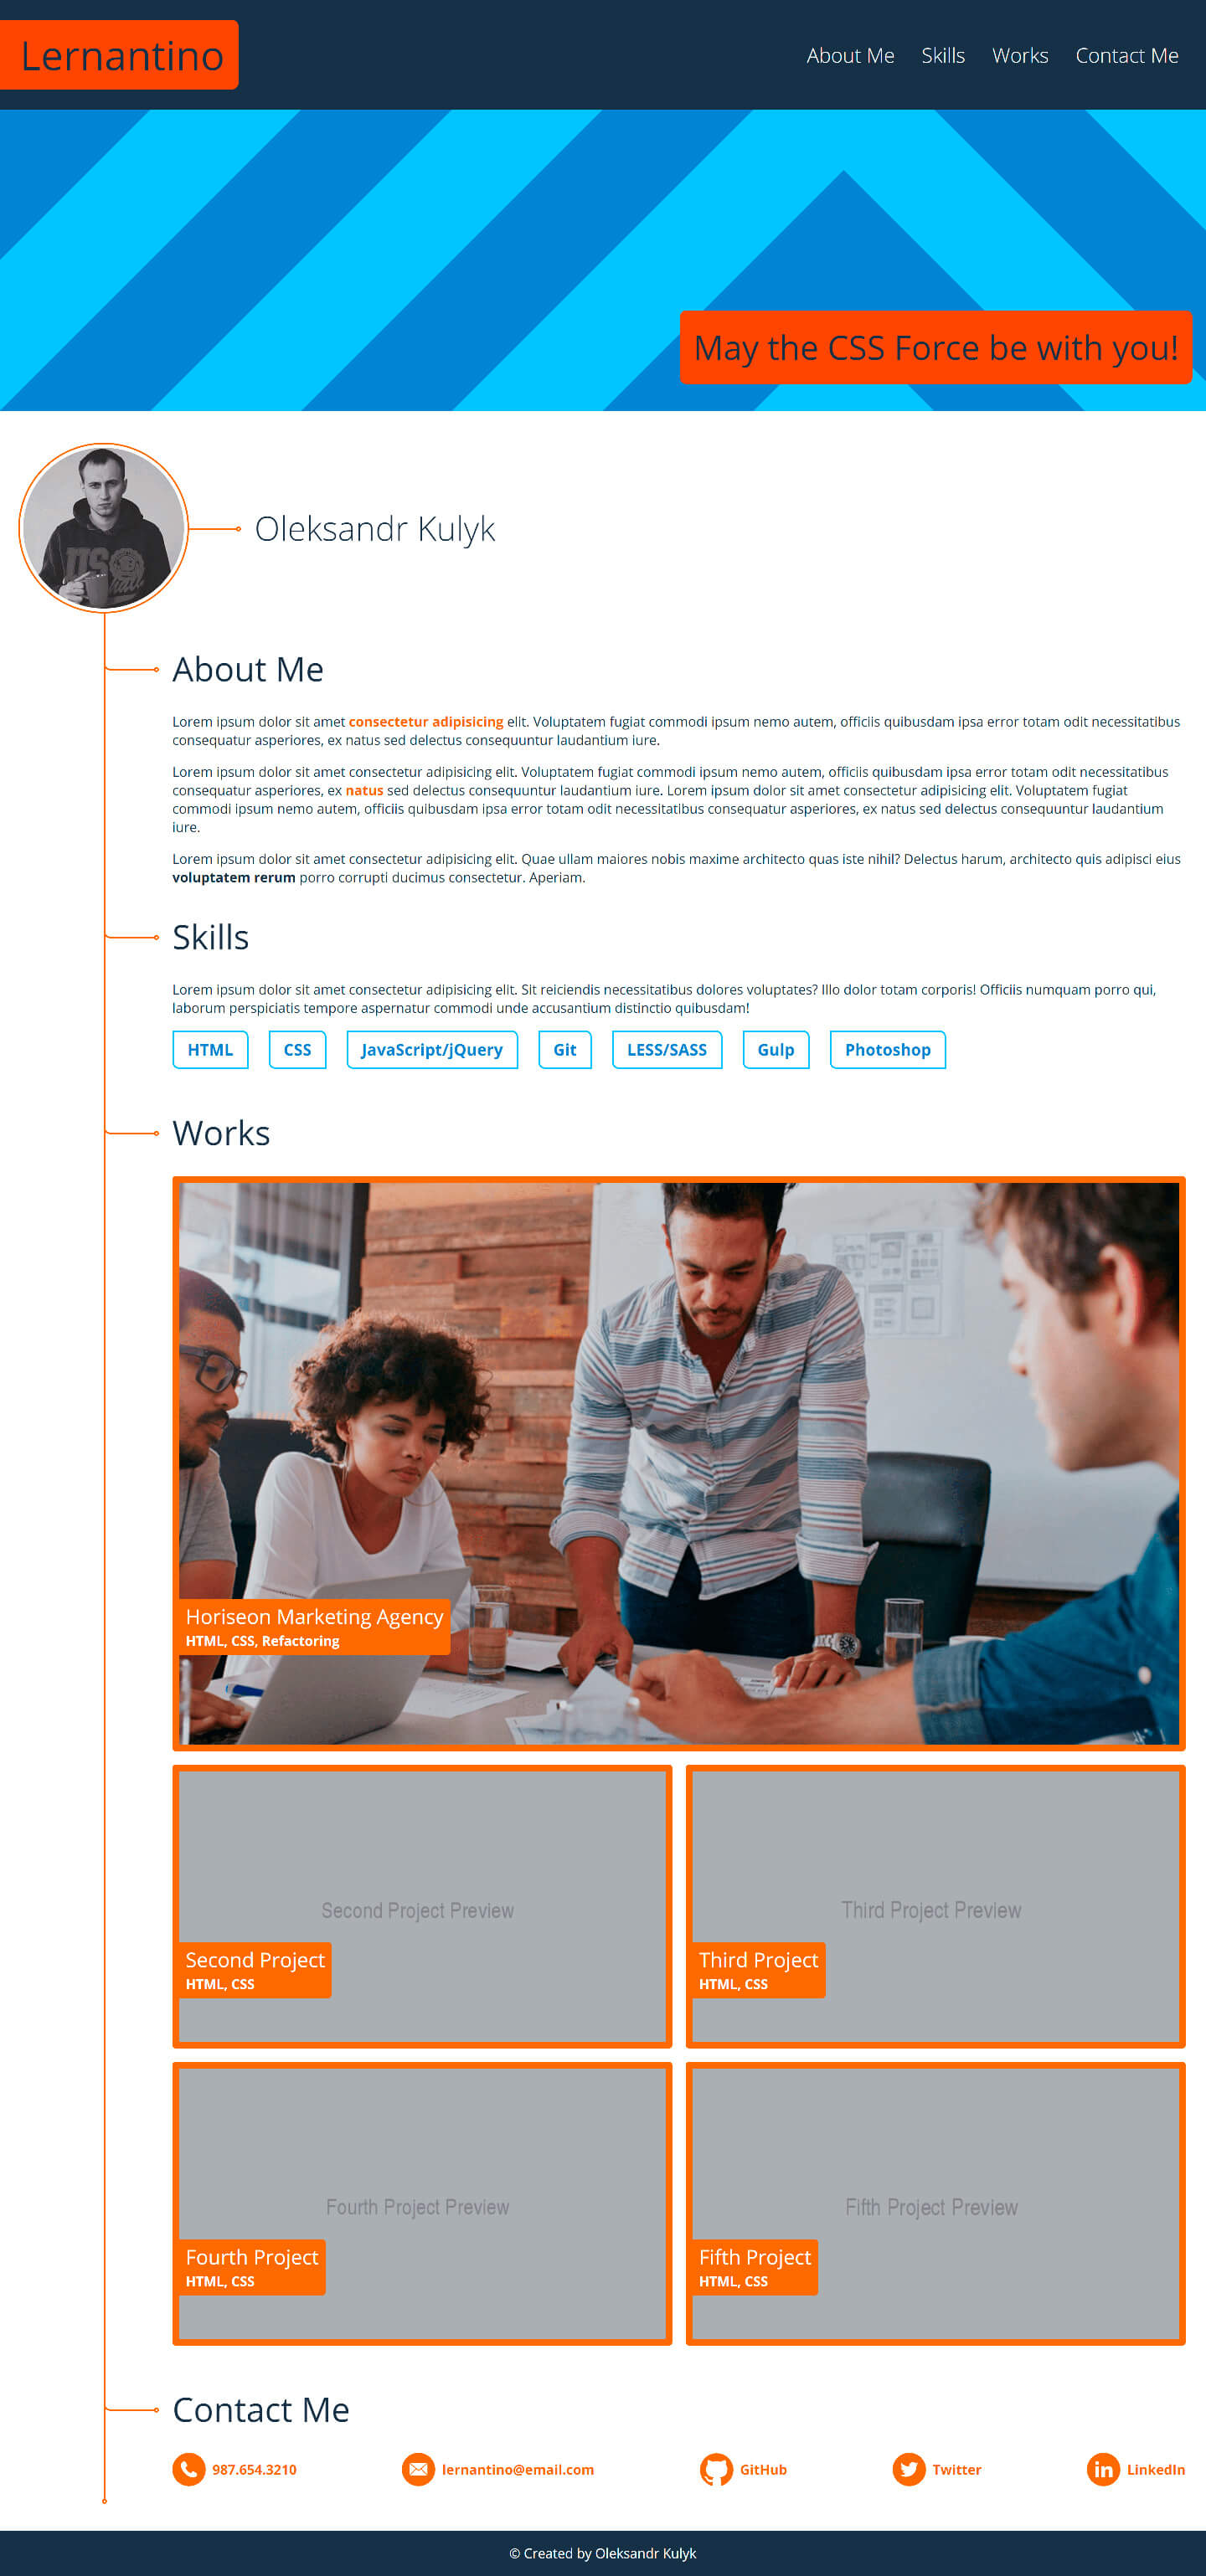 Lernantino
About Me Skills Works Contact Me
May the CSS Force be with you!
Oleksandr Kulyk
About Me
Lorem ipsum dolor sit amet consectetur adipisicing elit. Voluptatem fugiat commodi ipsum nemo autem, officiis quibusdam ipsa error totam odit necessitatibus
consequatur asperiores, ex natus sed delectus consequuntur laudantium iure.
Lorem ipsum dolor sit amet consectetur adipisicing elit. Voluptatem fugiat commodi ipsum nemo autem, officiis quibusdam ipsa error totam odit necessitatibus
consequatur asperiores, ex natus sed delectus consequuntur laudantium iure. Lorem ipsum dolor sit amet consectetur adipisicing elit. Voluptatem fugiat
commodi ipsum nemo autem, officiis quibusdam ipsa error totam odit necessitatibus consequatur asperiores, ex natus sed delectus consequuntur laudantium
iure.
Lorem ipsum dolor sit amet consectetur adipisicing elit. Quae ullam maiores nobis maxime architecto quas iste nihil? Delectus harum, architecto quis adipisci eius
voluptatem rerum porro corrupti ducimus consectetur. Aperiam.
Skills
Lorem ipsum dolor sit amet consectetur adipisicing elit. Sit reiciendis necessitatibus dolores voluptates? Illo dolor totam corporis! Officiis numquam porro qui,
laborum perspiciatis tempore aspernatur commodi unde accusantium distinctio quibusdam!
HTML CSS JavaScript/jQuery Git LESS/SASS Gulp Photoshop
Works
Horiseon Marketing Agency
HTML, CSS, Refactoring
Second Project Preview
Second Project
HTML, CSS
Third Project Preview
Third Project
HTML, CSS
Fourth Project Preview
Fourth Project
HTML, CSS
Fifth Project Preview
Fifth Project
HTML, CSS
Contact Me
987.654.3210 lernantino@email.com GitHub Twitter LinkedIn
© Created by Oleksandr Kulyk